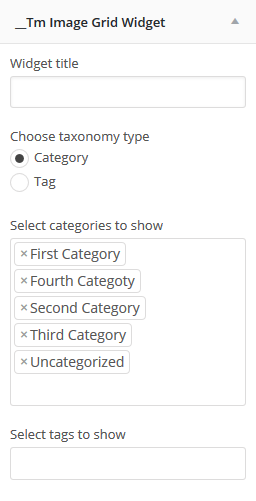 __Tm Image Grid Widget
Widget title
Choose taxonomy type
Category
Tag
Select categories to show
×First Category
×Fourth Categoty
×Second Category
×Third Category
×Uncategorized
Select tags to show